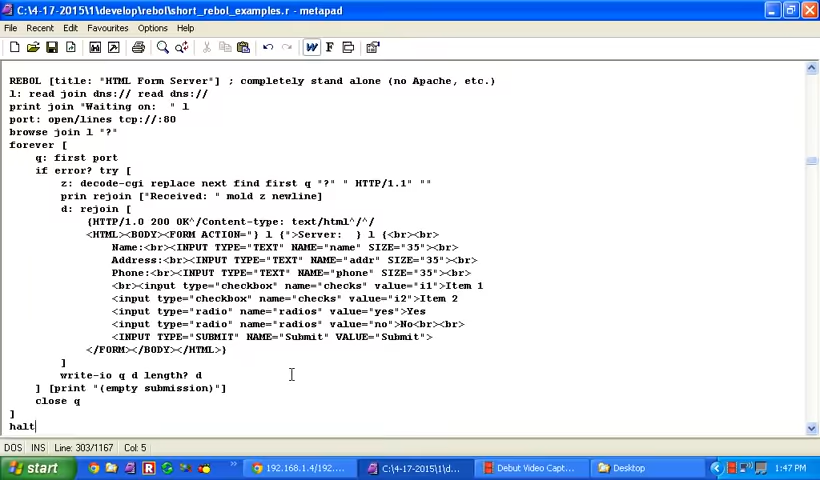 C:\4-17-2015\1\develop\rebol\short_rebol_examples.r - metapad
File Recent Edit Favourites Options Help
REBOL [title: "HTML Form Server"] ; completely stand alone (no Apache, etc.)
l: read join dns:// read dns://
print join "Waiting on:  " l
port: open/lines tcp://:80
browse join l "?"
forever [
    q: first port
    if error? try [
        z: decode-cgi replace next find first q "?" " HTTP/1.1" ""
        prin rejoin ["Received: " mold z newline]
        d: rejoin [
            {HTTP/1.0 200 OK^/Content-type: text/html^/^/
            <HTML><BODY><FORM ACTION="} l {">Server:  } l {<br><br>
                Name:<br><INPUT TYPE="TEXT" NAME="name" SIZE="35"><br>
                Address:<br><INPUT TYPE="TEXT" NAME="addr" SIZE="35"><br>
                Phone:<br><INPUT TYPE="TEXT" NAME="phone" SIZE="35"><br>
                <br><input type="checkbox" name="checks" value="i1">Item 1
                <input type="checkbox" name="checks" value="i2">Item 2
                <input type="radio" name="radios" value="yes">Yes
                <input type="radio" name="radios" value="no">No<br><br>
                <INPUT TYPE="SUBMIT" NAME="Submit" VALUE="Submit">
            </FORM></BODY></HTML>}
        ]
        write-io q d length? d
    ] [print "(empty submission)"]
    close q
]
halt
DOS INS Line: 303/1167 Col: 5
start 192.168.1.4/192.... C:\4-17-2015\1\d... Debut Video Capt... Desktop 1:47 PM